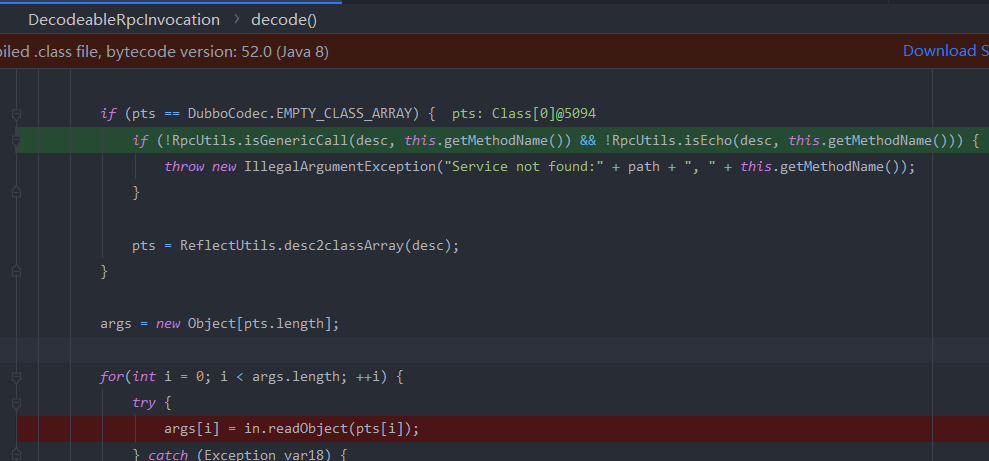 DecodeableRpcInvocation › decode()
iled .class file, bytecode version: 52.0 (Java 8) Download S
if (pts == DubboCodec.EMPTY_CLASS_ARRAY) { pts: Class[0]@5094
if (!RpcUtils.isGenericCall(desc, this.getMethodName()) && !RpcUtils.isEcho(desc, this.getMethodName())) {
throw new IllegalArgumentException("Service not found:" + path + ", " + this.getMethodName());
}
pts = ReflectUtils.desc2classArray(desc);
}
args = new Object[pts.length];
for(int i = 0; i < args.length; ++i) {
try {
args[i] = in.readObject(pts[i]);
} catch (Exception var18) {